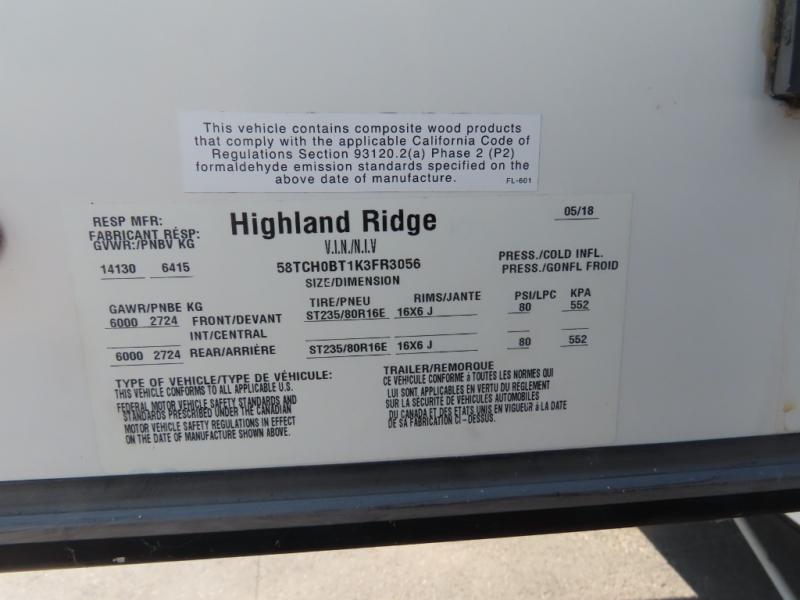 This vehicle contains composite wood products
that comply with the applicable California Code of
Regulations Section 93120.2(a) Phase 2 (P2)
formaldehyde emission standards specified on the
above date of manufacture.
FL-601
RESP MFR: Highland Ridge 05/18
FABRICANT RÉSP:
GVWR:/PNBV KG V.I.N./N.I.V
14130 6415 58TCH0BT1K3FR3056 PRESS./COLD INFL.
PRESS./GONFL FROID
SIZE/DIMENSION
GAWR/PNBE KG TIRE/PNEU RIMS/JANTE PSI/LPC KPA
6000 2724 FRONT/DEVANT ST235/80R16E 16X6 J 80 552
INT/CENTRAL
6000 2724 REAR/ARRIÈRE ST235/80R16E 16X6 J 80 552
TYPE OF VEHICLE/TYPE DE VÉHICULE: TRAILER/REMORQUE
THIS VEHICLE CONFORMS TO ALL APPLICABLE U.S.
FEDERAL MOTOR VEHICLE SAFETY STANDARDS AND
STANDARDS PRESCRIBED UNDER THE CANADIAN
MOTOR VEHICLE SAFETY REGULATIONS IN EFFECT
ON THE DATE OF MANUFACTURE SHOWN ABOVE.
CE VÉHICULE CONFORME à TOUTES LES NORMES QUI
LUI SONT APPLICABLES EN VERTU DU RÈGLEMENT
SUR LA SÉCURITÉ DE VÉHICULES AUTOMOBILES
DU CANADA ET DES ÉTATS UNIS EN VIGUEUR à LA DATE
DE SA FABRICATION CI-DESSUS.